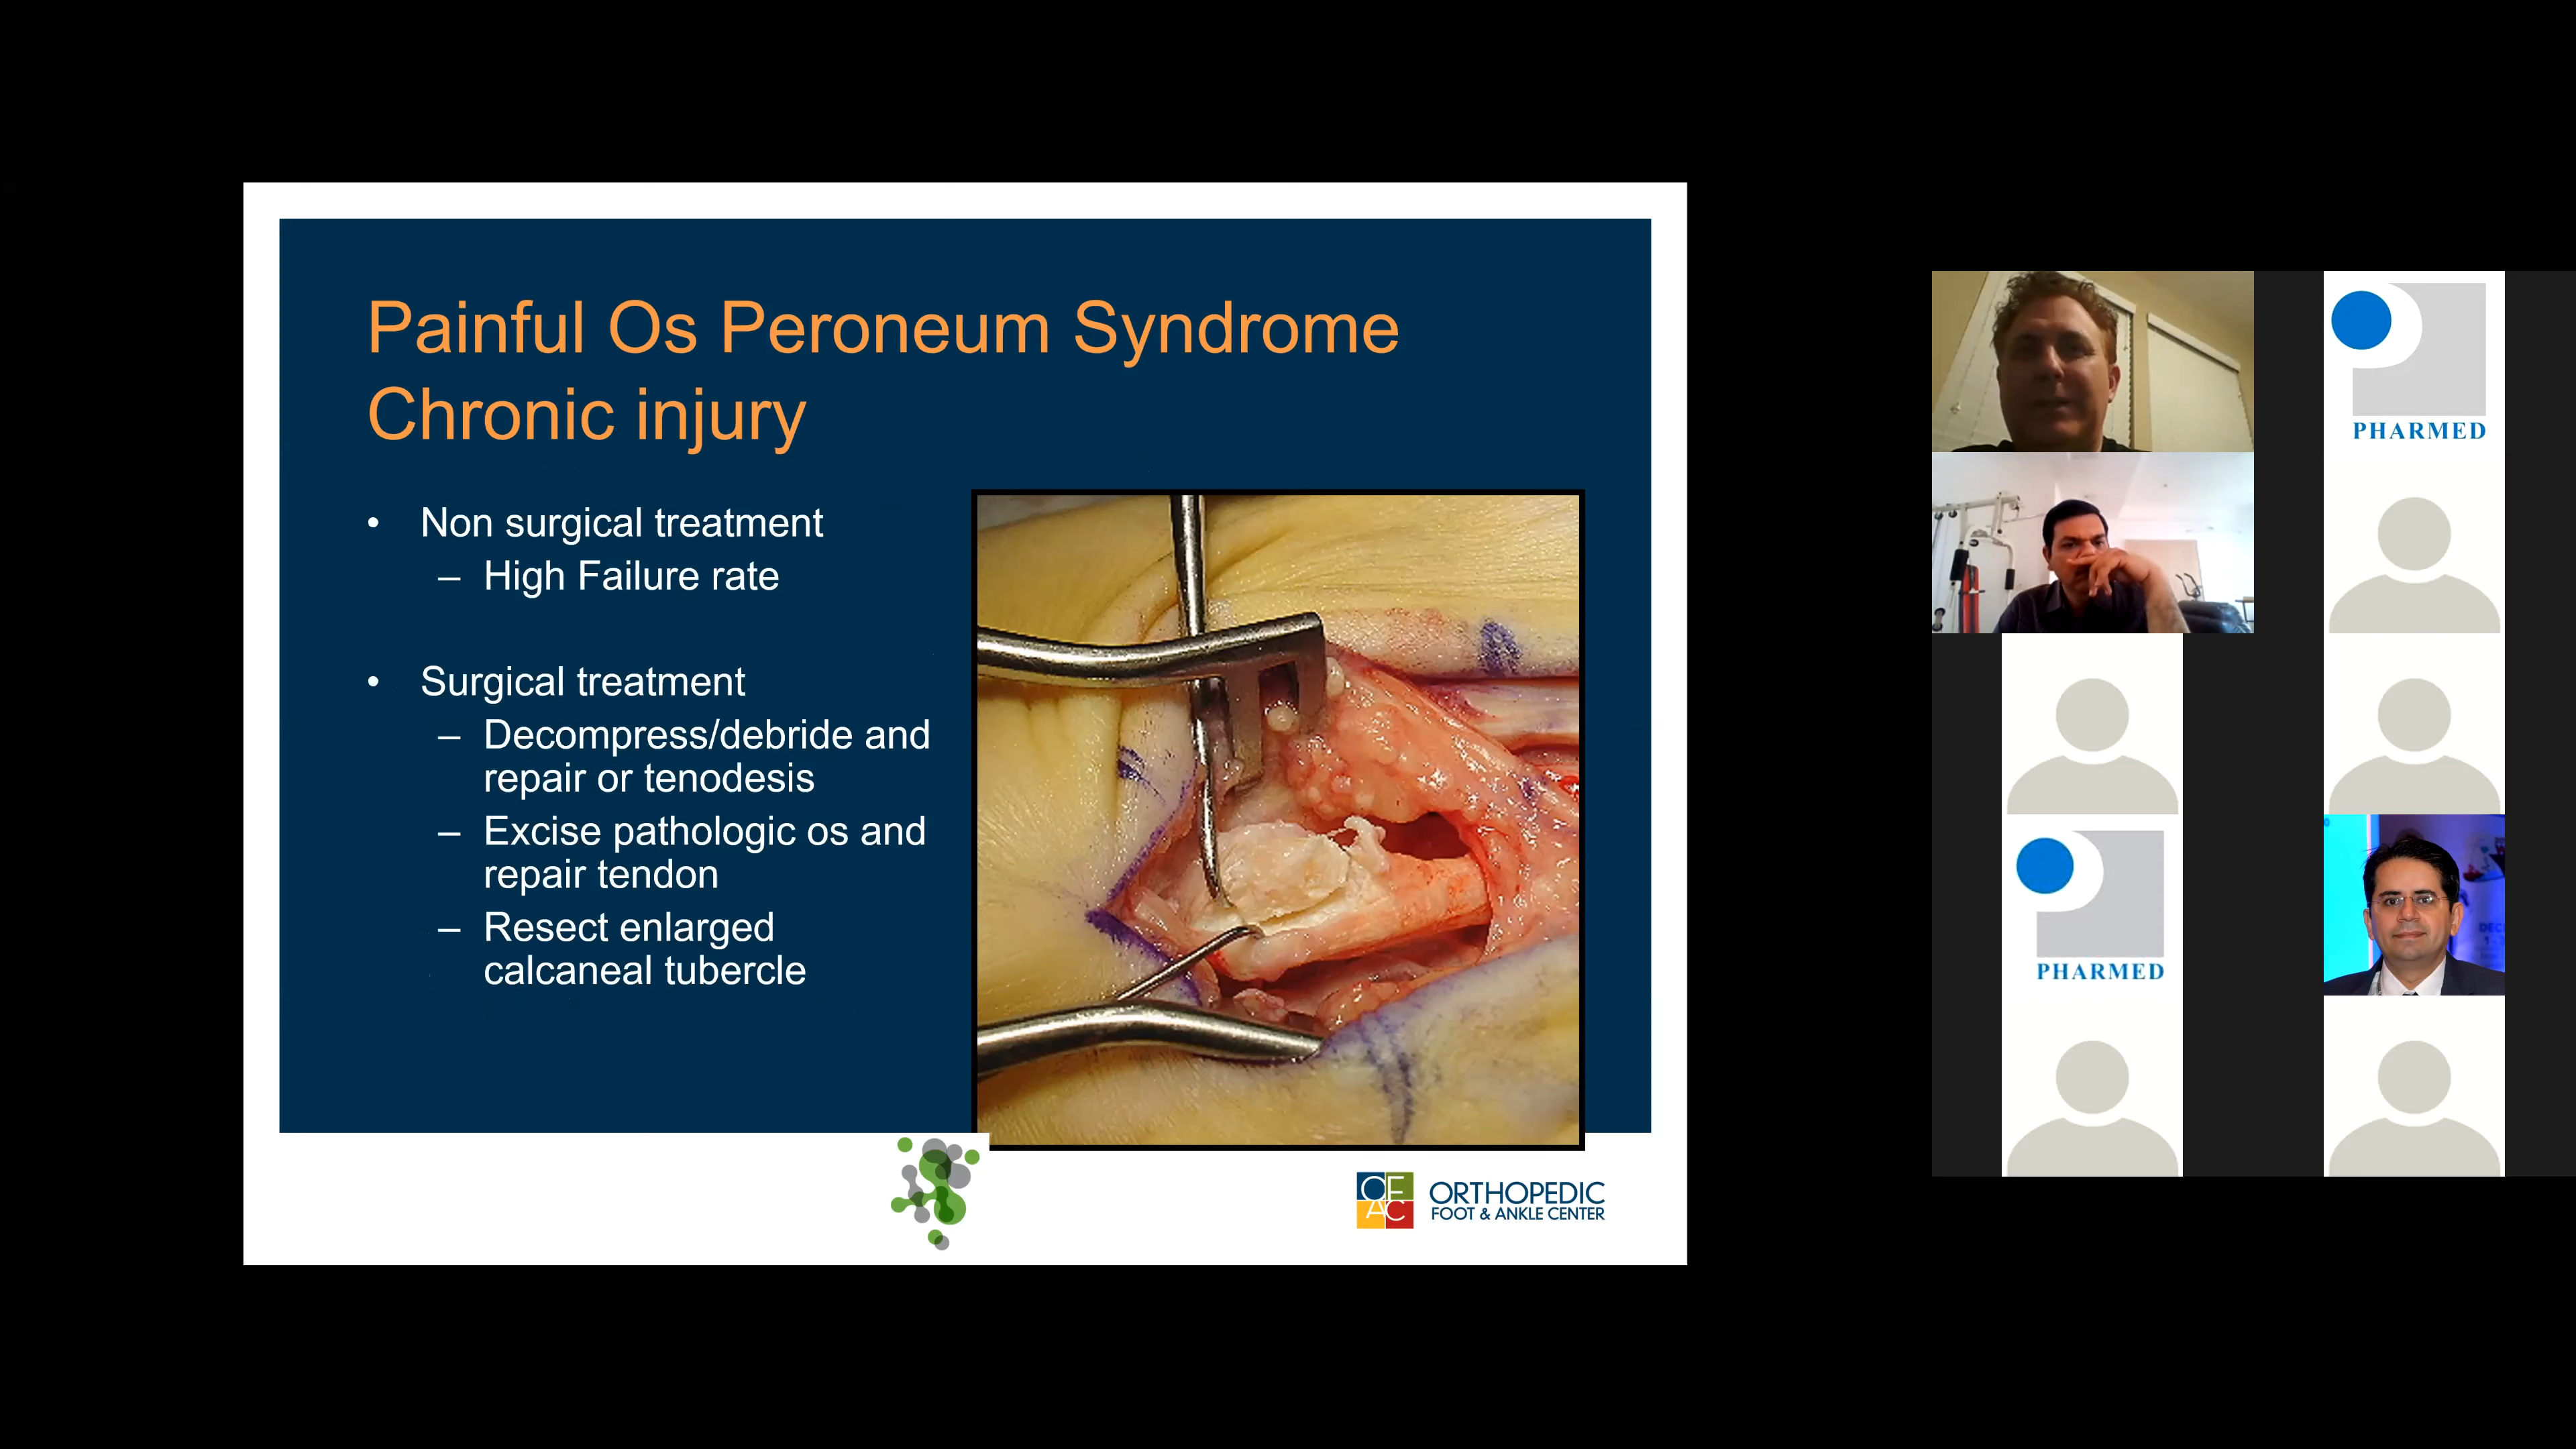 Painful Os Peroneum Syndrome
Chronic injury
• Non surgical treatment
– High Failure rate
• Surgical treatment
– Decompress/debride and
repair or tenodesis
– Excise pathologic os and
repair tendon
– Resect enlarged
calcaneal tubercle
OF
AC
ORTHOPEDIC
FOOT & ANKLE CENTER
PHARMED
PHARMED